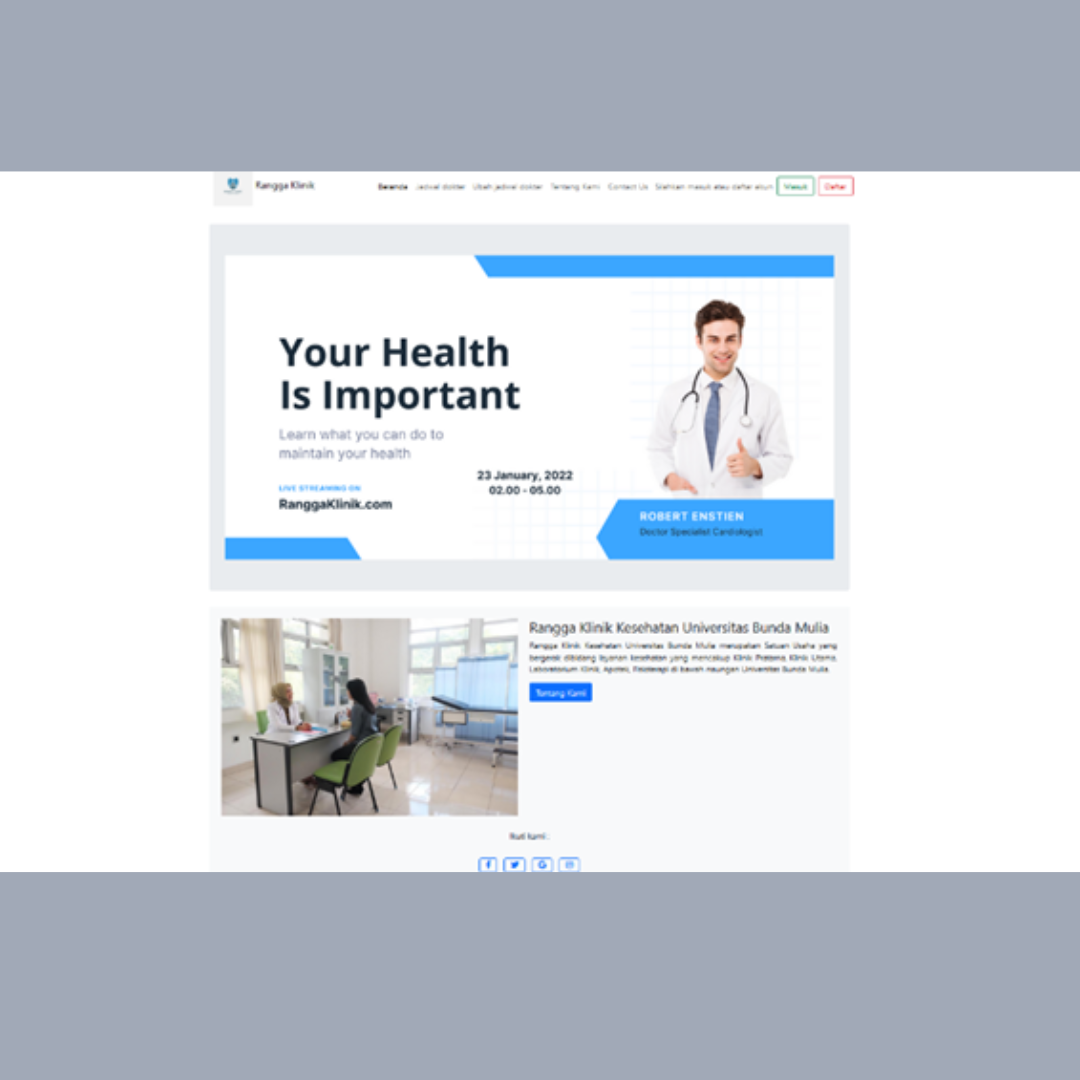 Rangga Klinik
Beranda Jadwal dokter Ubah jadwal dokter Tentang Kami Contact Us Silahkan masuk atau daftar akun Masuk Daftar
Your Health
Is Important
Learn what you can do to
maintain your health
LIVE STREAMING ON
RanggaKlinik.com
23 January, 2022
02.00 - 05.00
ROBERT ENSTIEN
Doctor Specialist Cardiologist
Rangga Klinik Kesehatan Universitas Bunda Mulia
Rangga Klinik Kesehatan Universitas Bunda Mulia merupakan Satuan Usaha yang
bergerak dibidang layanan kesehatan yang mencakup Klinik Pratama, Klinik Utama,
Laboratorium Klinik, Apotek, Fisioterapi di bawah naungan Universitas Bunda Mulia.
Tentang Kami
Ikuti kami :